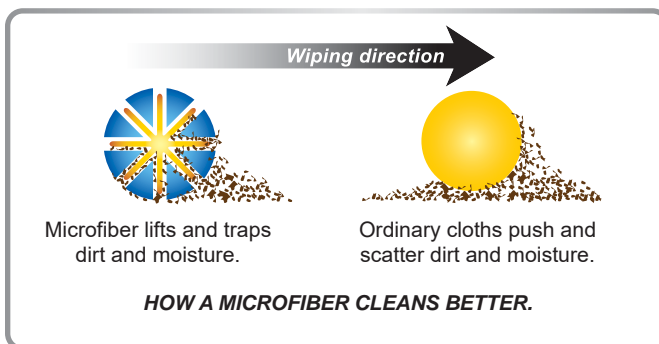 Wiping direction
Microfiber lifts and traps
dirt and moisture.
Ordinary cloths push and
scatter dirt and moisture.
HOW A MICROFIBER CLEANS BETTER.